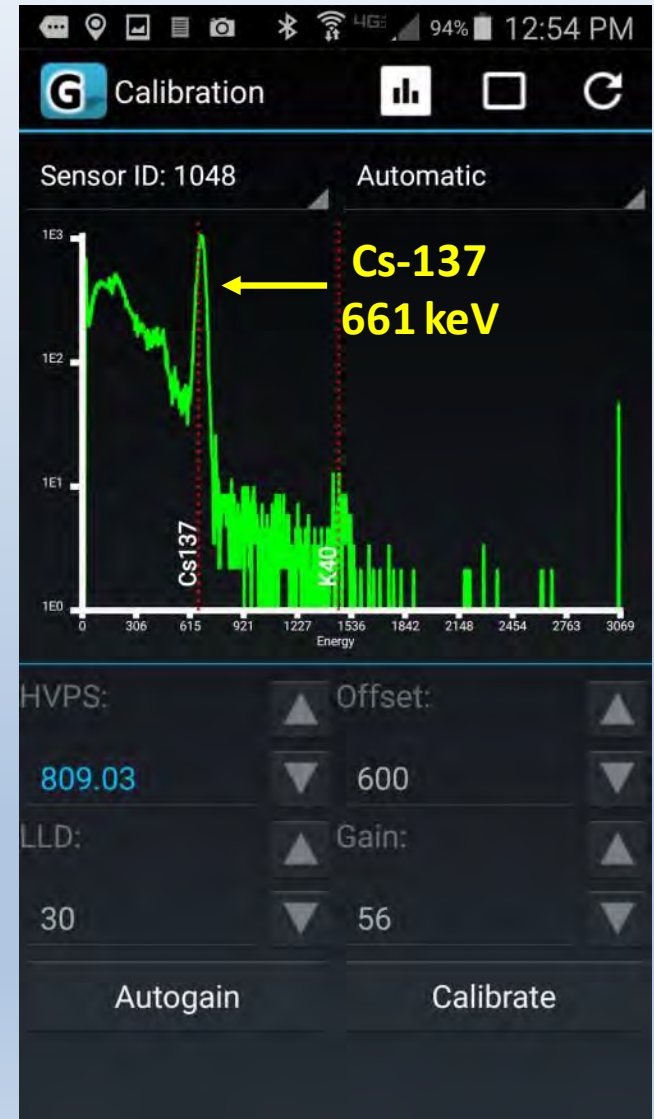 4G 94% 12:54 PM
G Calibration
Sensor ID: 1048 Automatic
1E3
1E2
1E1
1E0
Cs-137
661 keV
Cs137
K40
0 306 615 921 1227 1536 1842 2148 2454 2763 3069
Energy
HVPS: Offset:
809.03 600
LLD: Gain:
30 56
Autogain Calibrate